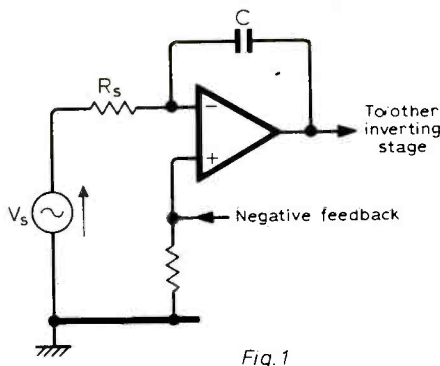 C
Rs
−
+
To other
inverting
stage
Vs
Negative feedback
Fig. 1